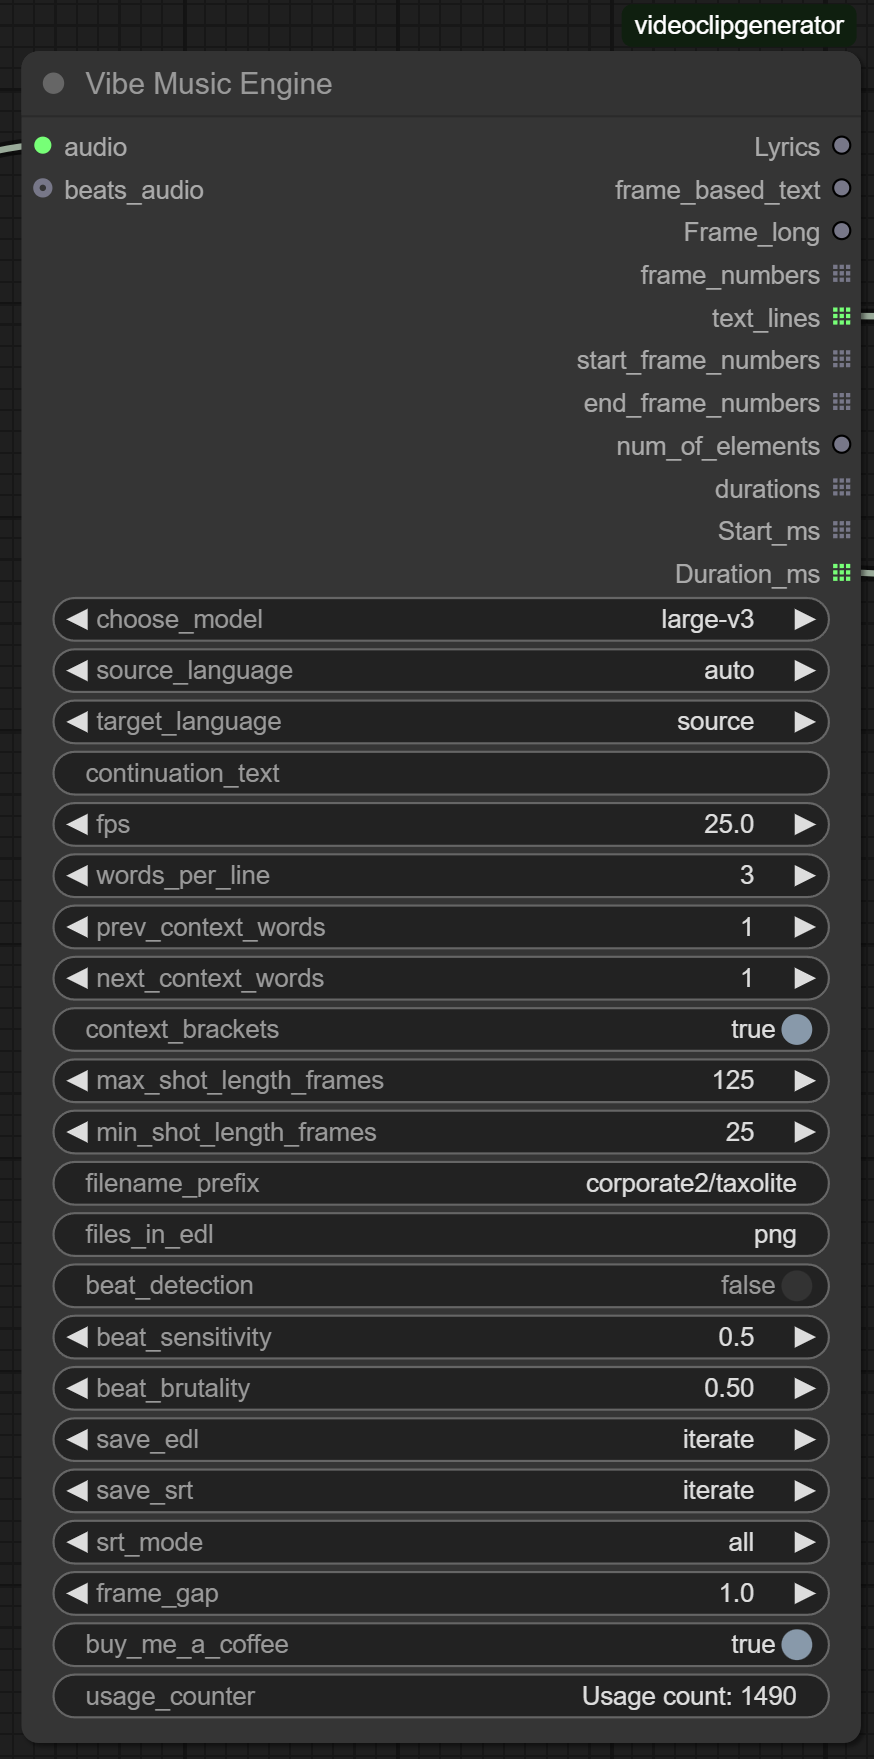 videoclipgenerator
Vibe Music Engine
audio Lyrics
beats_audio frame_based_text
Frame_long
frame_numbers
text_lines
start_frame_numbers
end_frame_numbers
num_of_elements
durations
Start_ms
Duration_ms
choose_model large-v3
source_language auto
target_language source
continuation_text
fps 25.0
words_per_line 3
prev_context_words 1
next_context_words 1
context_brackets true
max_shot_length_frames 125
min_shot_length_frames 25
filename_prefix corporate2/taxolite
files_in_edl png
beat_detection false
beat_sensitivity 0.5
beat_brutality 0.50
save_edl iterate
save_srt iterate
srt_mode all
frame_gap 1.0
buy_me_a_coffee true
usage_counter Usage count: 1490